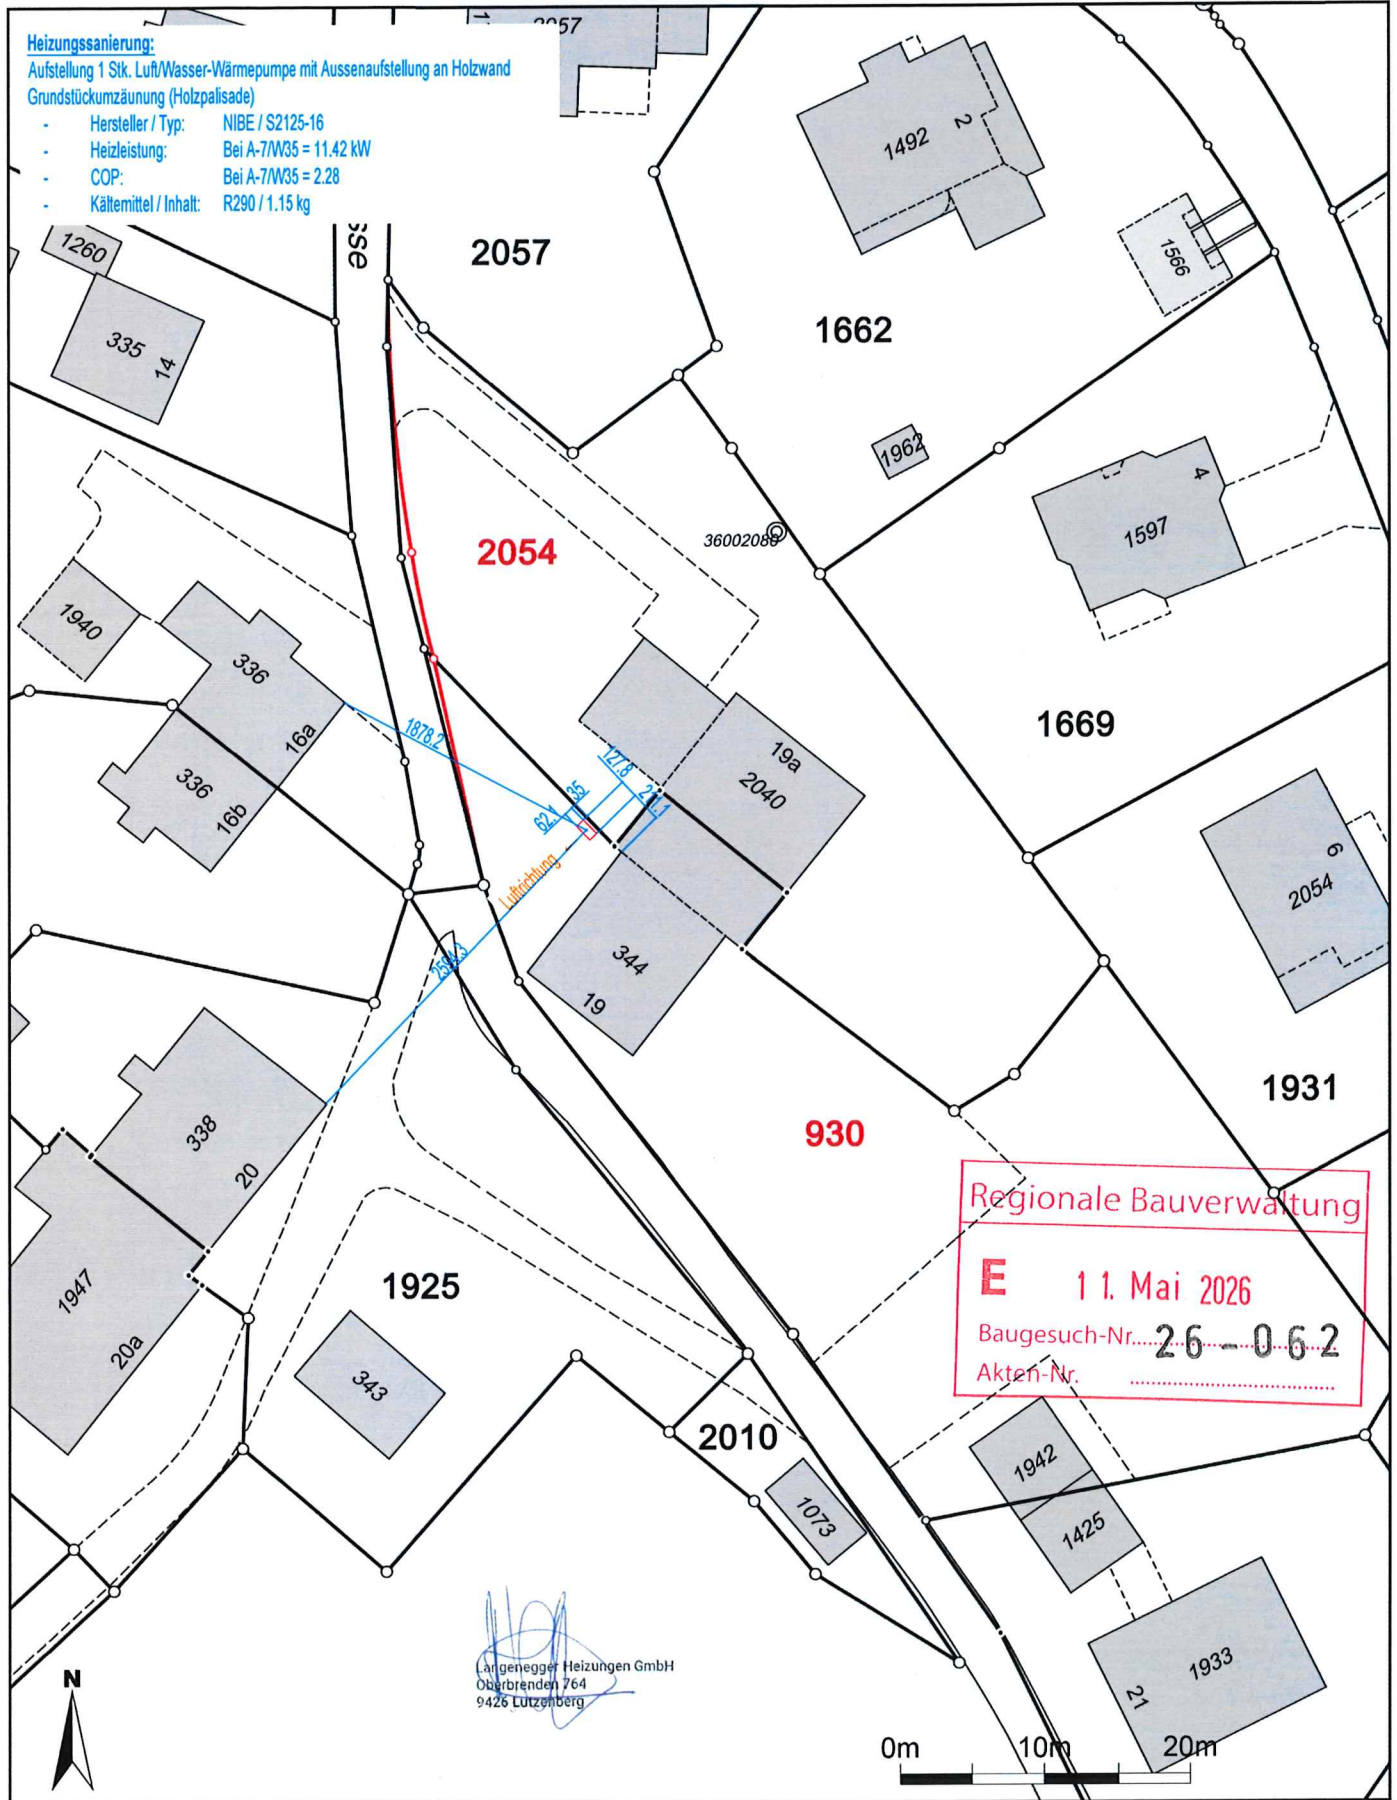 Heizungssanierung:
Aufstellung 1 Stk. Luft/Wasser-Wärmepumpe mit Aussenaufstellung an Holzwand
Grundstückumzäunung (Holzpalisade)
- Hersteller / Typ: NIBE / S2125-16
- Heizleistung: Bei A-7/W35 = 11.42 kW
- COP: Bei A-7/W35 = 2.28
- Kältemittel / Inhalt: R290 / 1.15 kg
2057
1492
2
1566
1260
sse
2057
335
14
1662
1962
1597
4
36002080
2054
1940
336
16a
336
16b
1878.2
127.8
35
62.1
19a
2040
1669
Luftrichtung
344
19
6
2054
338
20
1931
930
1947
20a
1925
343
Regionale Bauverwaltung
E 11. Mai 2026
Baugesuch-Nr. 26-062
Akten-Nr.
2010
1073
1942
1425
1933
21
Langenegger Heizungen GmbH
Oberbrenden 764
9426 Lutzenberg
N
0m 10m 20m